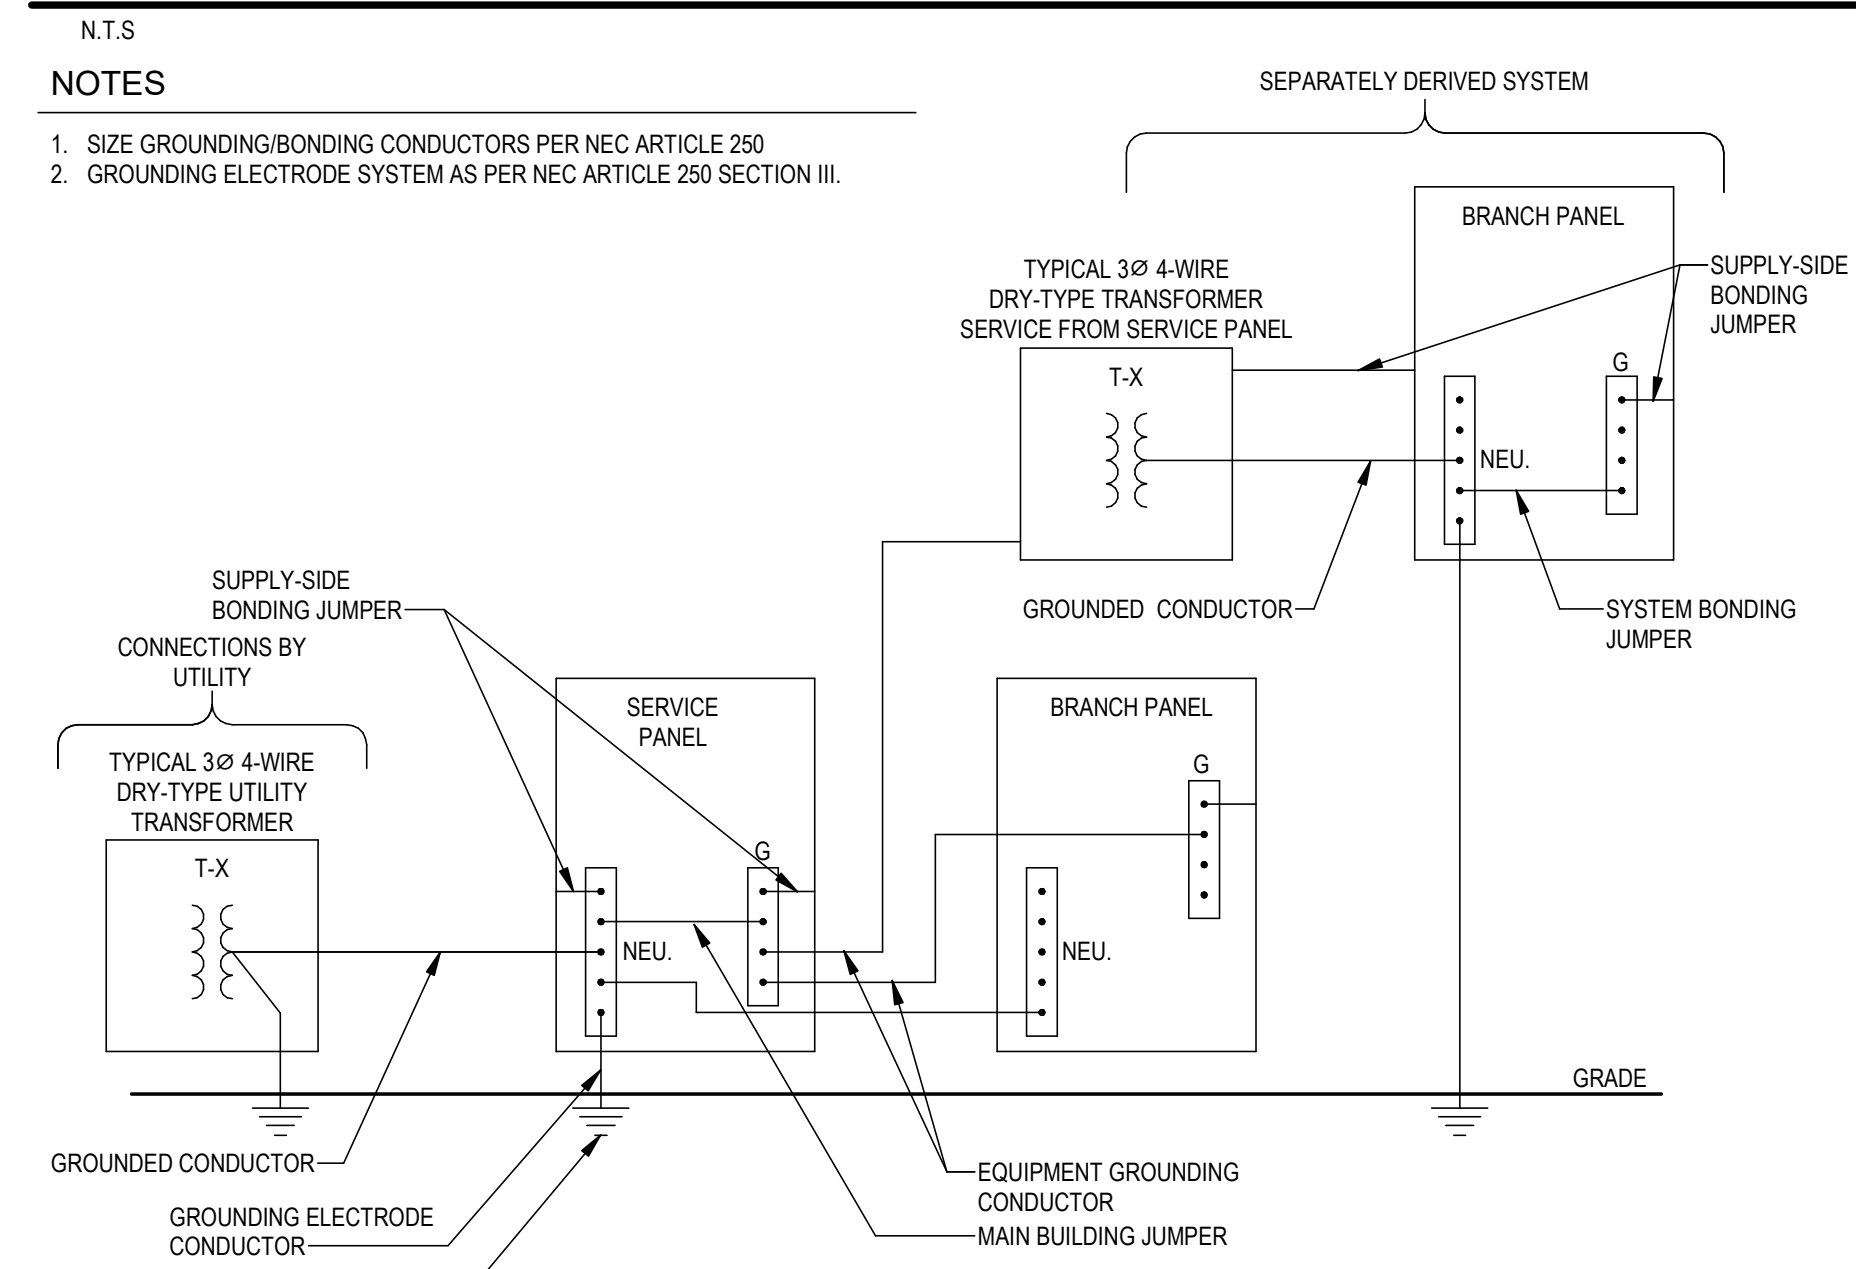 N.T.S
NOTES
1. SIZE GROUNDING/BONDING CONDUCTORS PER NEC ARTICLE 250
2. GROUNDING ELECTRODE SYSTEM AS PER NEC ARTICLE 250 SECTION III.
SEPARATELY DERIVED SYSTEM
BRANCH PANEL
TYPICAL 3∅ 4-WIRE
DRY-TYPE TRANSFORMER
SERVICE FROM SERVICE PANEL
T-X
SUPPLY-SIDE
BONDING
JUMPER
G
NEU.
GROUNDED CONDUCTOR
SYSTEM BONDING
JUMPER
SUPPLY-SIDE
BONDING JUMPER
CONNECTIONS BY
UTILITY
TYPICAL 3∅ 4-WIRE
DRY-TYPE UTILITY
TRANSFORMER
T-X
SERVICE
PANEL
G
NEU.
BRANCH PANEL
G
NEU.
GRADE
GROUNDED CONDUCTOR
GROUNDING ELECTRODE
CONDUCTOR
EQUIPMENT GROUNDING
CONDUCTOR
MAIN BUILDING JUMPER